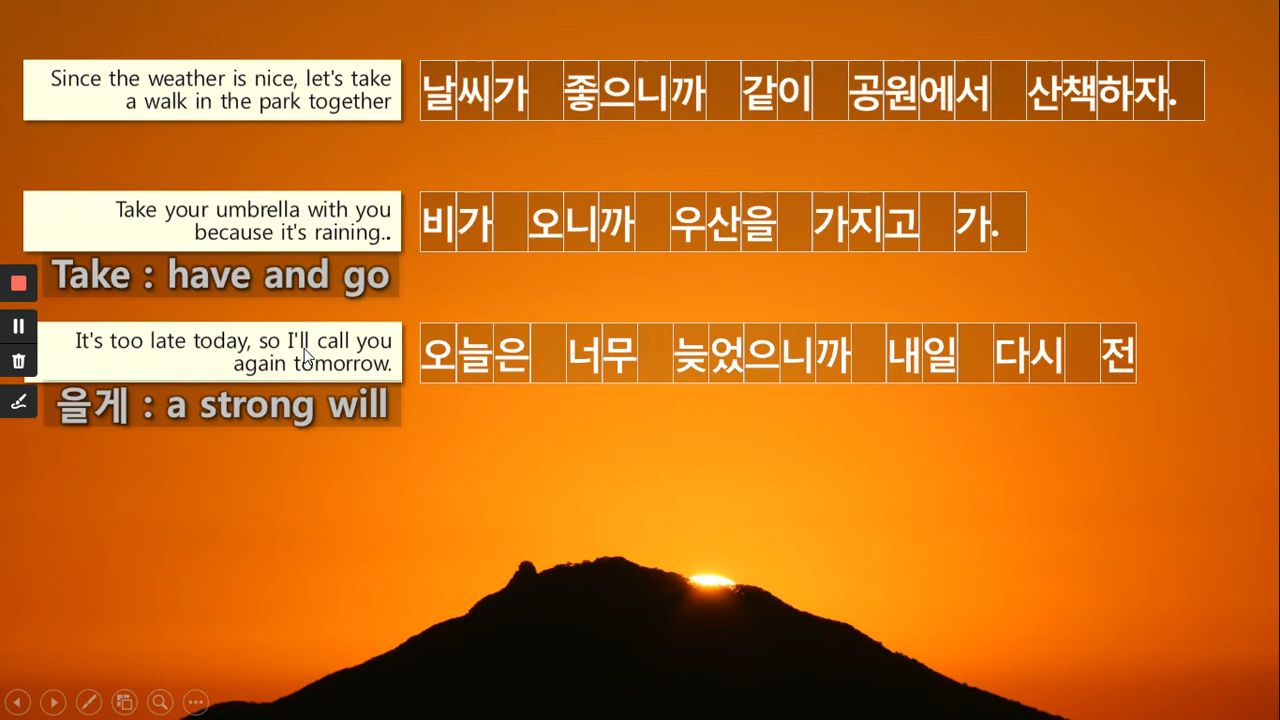 Since the weather is nice, let's take
a walk in the park together
날씨가 좋으니까 같이 공원에서 산책하자.
Take your umbrella with you
because it's raining..
비가 오니까 우산을 가지고 가.
Take : have and go
It's too late today, so I'll call you
again tomorrow.
오늘은 너무 늦었으니까 내일 다시 전
을게 : a strong will